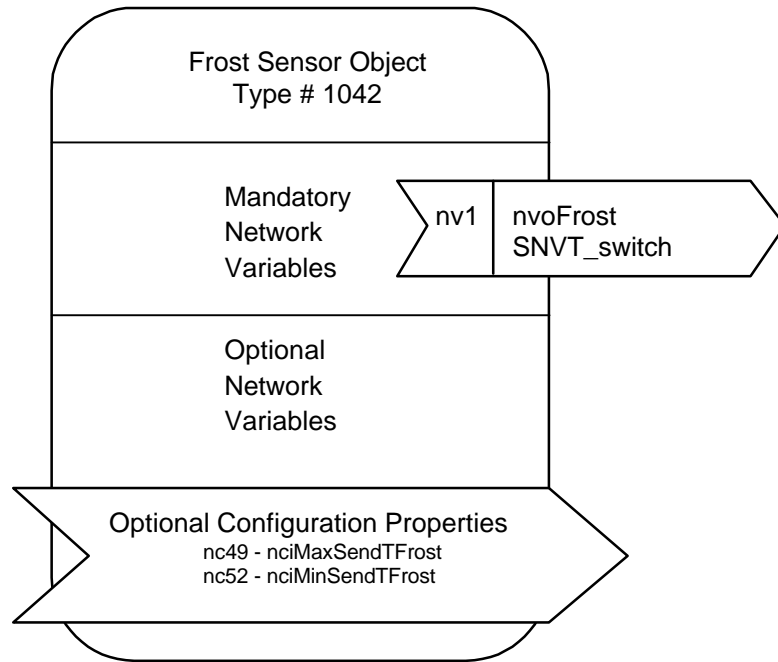 Frost Sensor Object
Type # 1042
Mandatory
Network
Variables
nv1
nvoFrost
SNVT_switch
Optional
Network
Variables
Optional Configuration Properties
nc49 - nciMaxSendTFrost
nc52 - nciMinSendTFrost